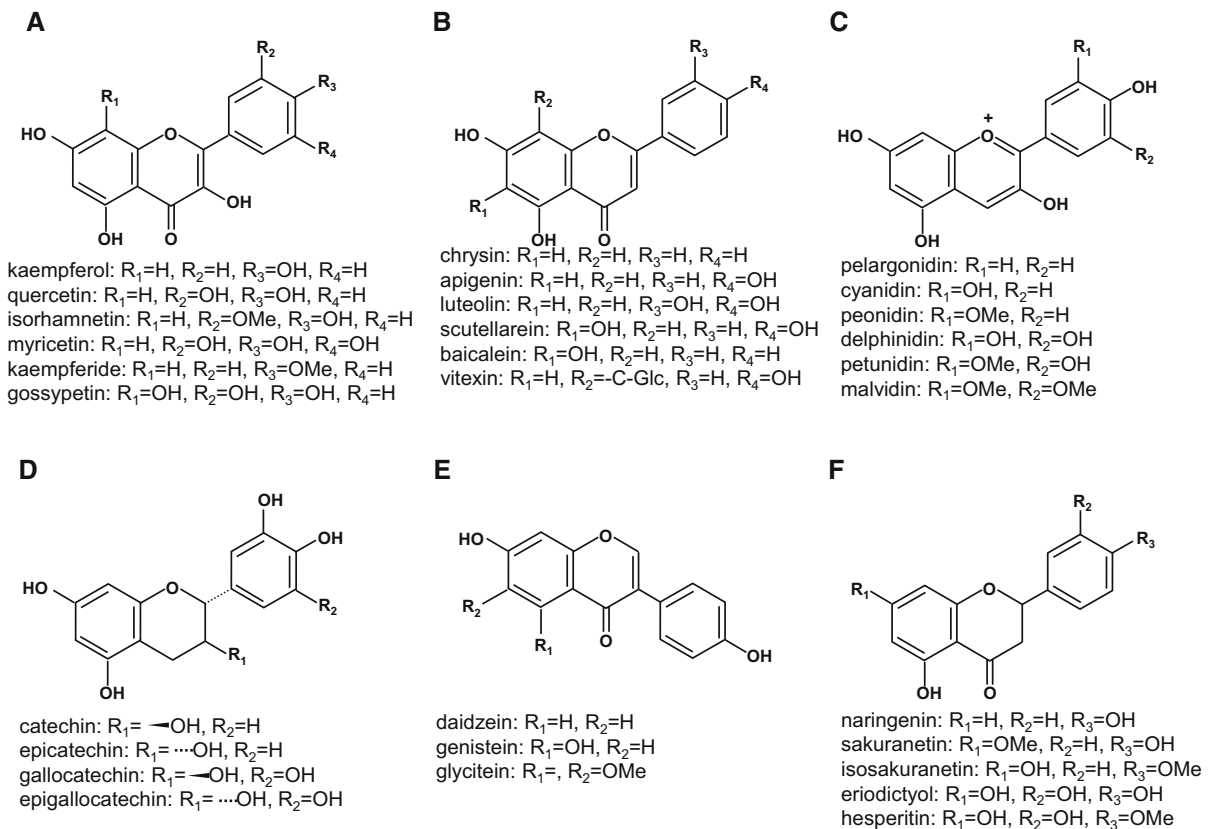 A
R1
R2
R3
R4
HO
O
OH
OH
O
kaempferol: R1=H, R2=H, R3=OH, R4=H
quercetin: R1=H, R2=OH, R3=OH, R4=H
isorhamnetin: R1=H, R2=OMe, R3=OH, R4=H
myricetin: R1=H, R2=OH, R3=OH, R4=OH
kaempferide: R1=H, R2=H, R3=OMe, R4=H
gossypetin: R1=OH, R2=OH, R3=OH, R4=H
B
R3
R4
R2
HO
O
R1
OH
O
chrysin: R1=H, R2=H, R3=H, R4=H
apigenin: R1=H, R2=H, R3=H, R4=OH
luteolin: R1=H, R2=H, R3=OH, R4=OH
scutellarein: R1=OH, R2=H, R3=H, R4=OH
baicalein: R1=OH, R2=H, R3=H, R4=H
vitexin: R1=H, R2=-C-Glc, R3=H, R4=OH
C
R1
OH
+
HO
O
R2
OH
OH
pelargonidin: R1=H, R2=H
cyanidin: R1=OH, R2=H
peonidin: R1=OMe, R2=H
delphinidin: R1=OH, R2=OH
petunidin: R1=OMe, R2=OH
malvidin: R1=OMe, R2=OMe
D
OH
OH
HO
O
R2
R1
OH
catechin: R1= OH, R2=H
epicatechin: R1= OH, R2=H
gallocatechin: R1= OH, R2=OH
epigallocatechin: R1= OH, R2=OH
E
HO
O
R2
R1
O
OH
daidzein: R1=H, R2=H
genistein: R1=OH, R2=H
glycitein: R1=, R2=OMe
F
R2
R3
R1
O
OH
O
naringenin: R1=H, R2=H, R3=OH
sakuranetin: R1=OMe, R2=H, R3=OH
isosakuranetin: R1=OH, R2=H, R3=OMe
eriodictyol: R1=OH, R2=OH, R3=OH
hesperitin: R1=OH, R2=OH, R3=OMe